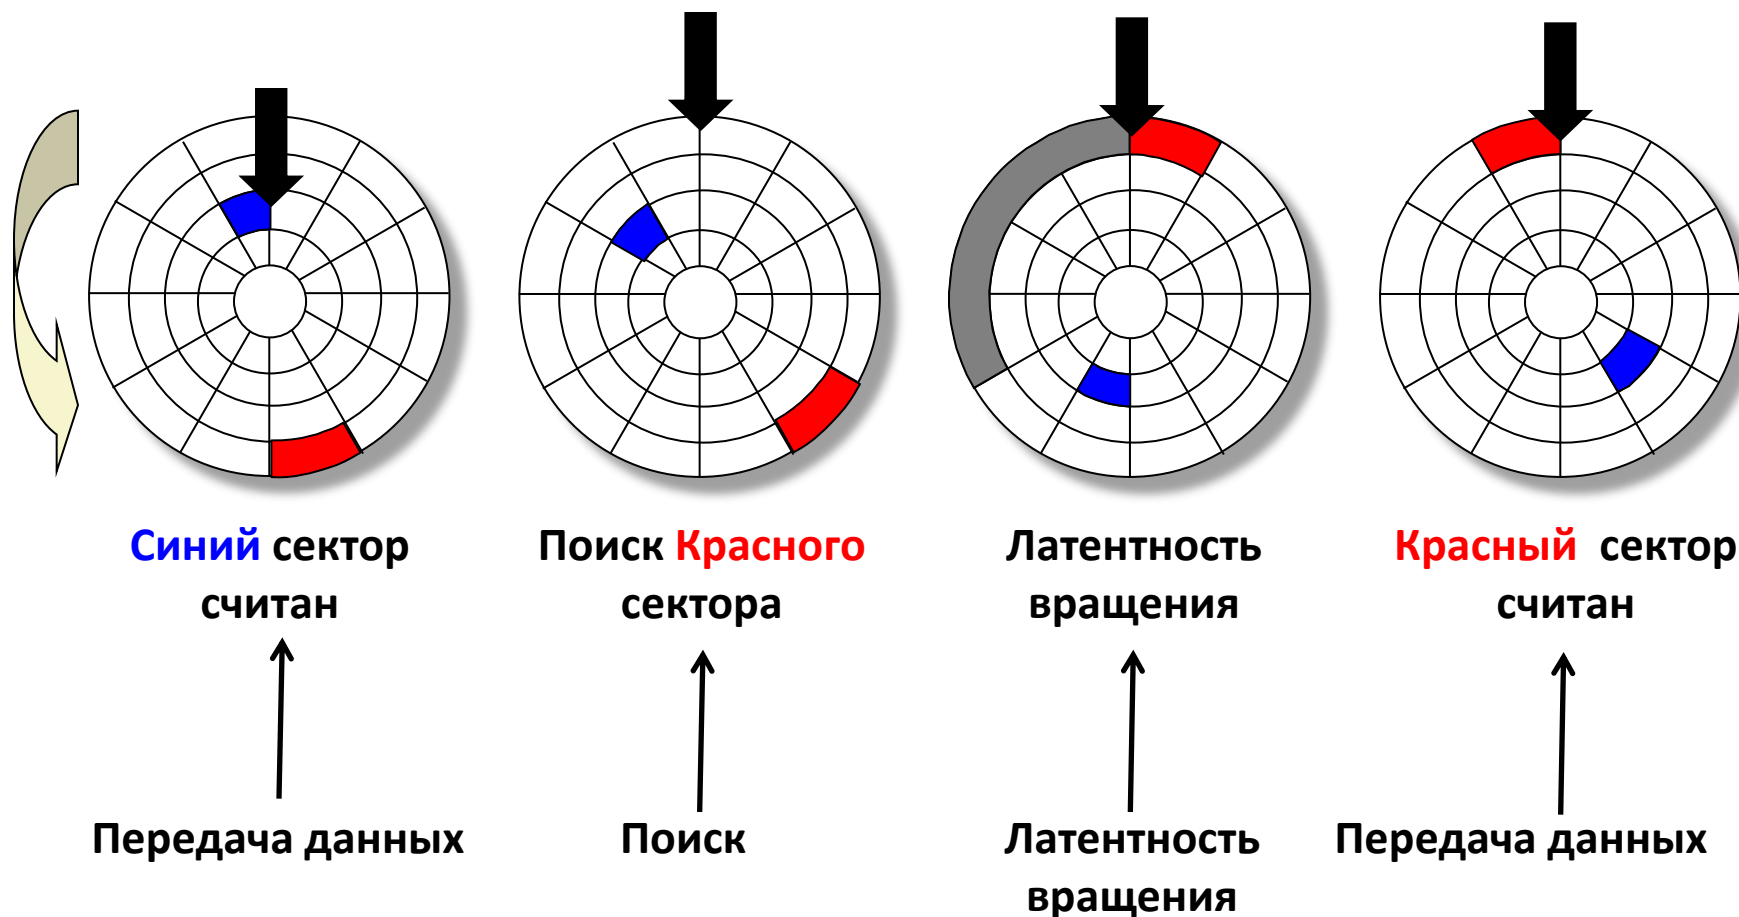 Синий сектор
считан
Поиск Красного
сектора
Латентность
вращения
Красный сектор
считан
Передача данных
Поиск
Латентность
вращения
Передача данных